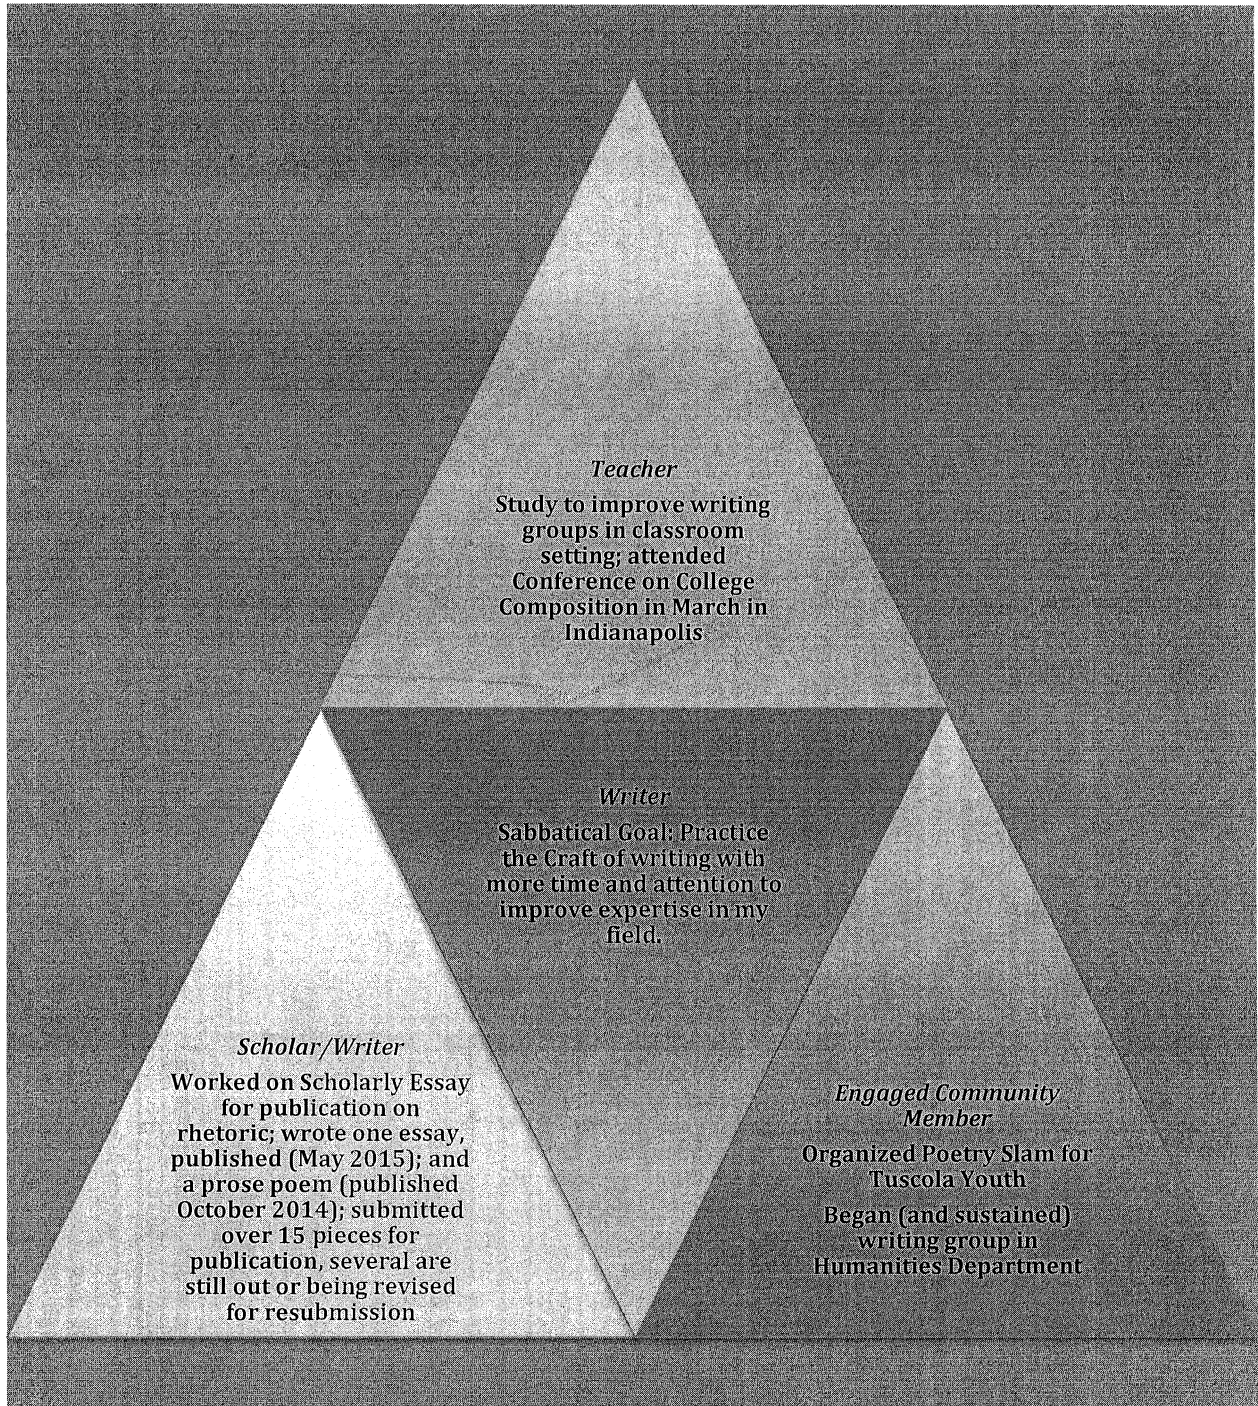 Teacher
Study to improve writing
groups in classroom
setting; attended
Conference on College
Composition in March in
Indianapolis
Writer
Sabbatical Goal: Practice
the Craft of writing with
more time and attention to
improve expertise in my
field.
Scholar/Writer
Worked on Scholarly Essay
for publication on
rhetoric; wrote one essay,
published (May 2015); and
a prose poem (published
October 2014); submitted
over 15 pieces for
publication, several are
still out or being revised
for resubmission
Engaged Community
Member
Organized Poetry Slam for
Tuscola Youth
Began (and sustained)
writing group in
Humanities Department